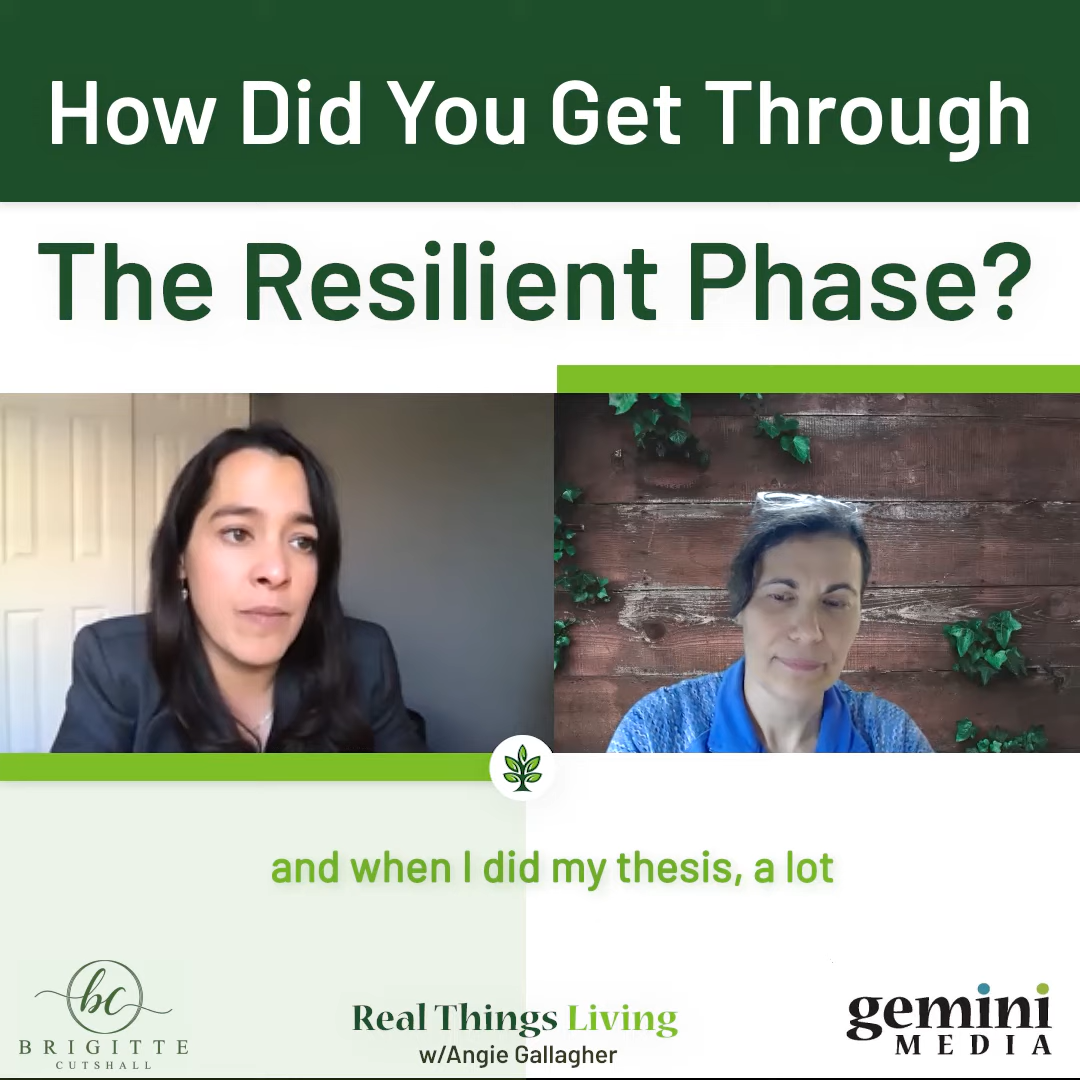 How Did You Get Through
The Resilient Phase?
and when I did my thesis, a lot
bc
BRIGITTE
CUTSHALL
Real Things Living
w/Angie Gallagher
gemini
MEDIA